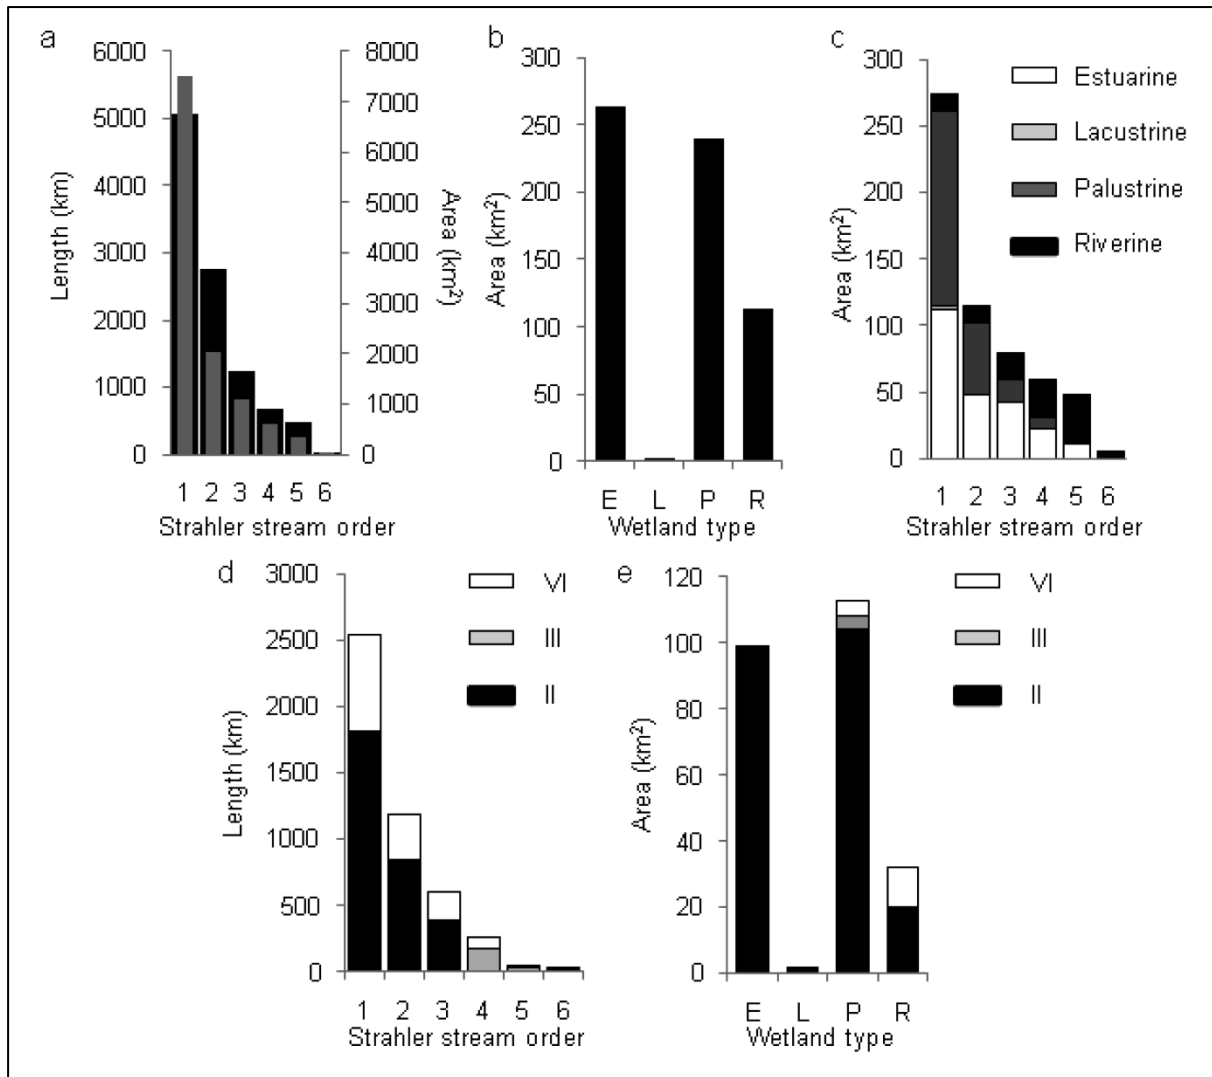 a
6000
5000
4000
3000
2000
1000
0
Length (km)
8000
7000
6000
5000
4000
3000
2000
1000
0
Area (km²)
1 2 3 4 5 6
Strahler stream order
b
300
250
200
150
100
50
0
Area (km²)
E L P R
Wetland type
c
300
250
200
150
100
50
0
Area (km²)
Estuarine
Lacustrine
Palustrine
Riverine
1 2 3 4 5 6
Strahler stream order
d
3000
2500
2000
1500
1000
500
0
Length (km)
VI
III
II
1 2 3 4 5 6
Strahler stream order
e
120
100
80
60
40
20
0
Area (km²)
VI
III
II
E L P R
Wetland type